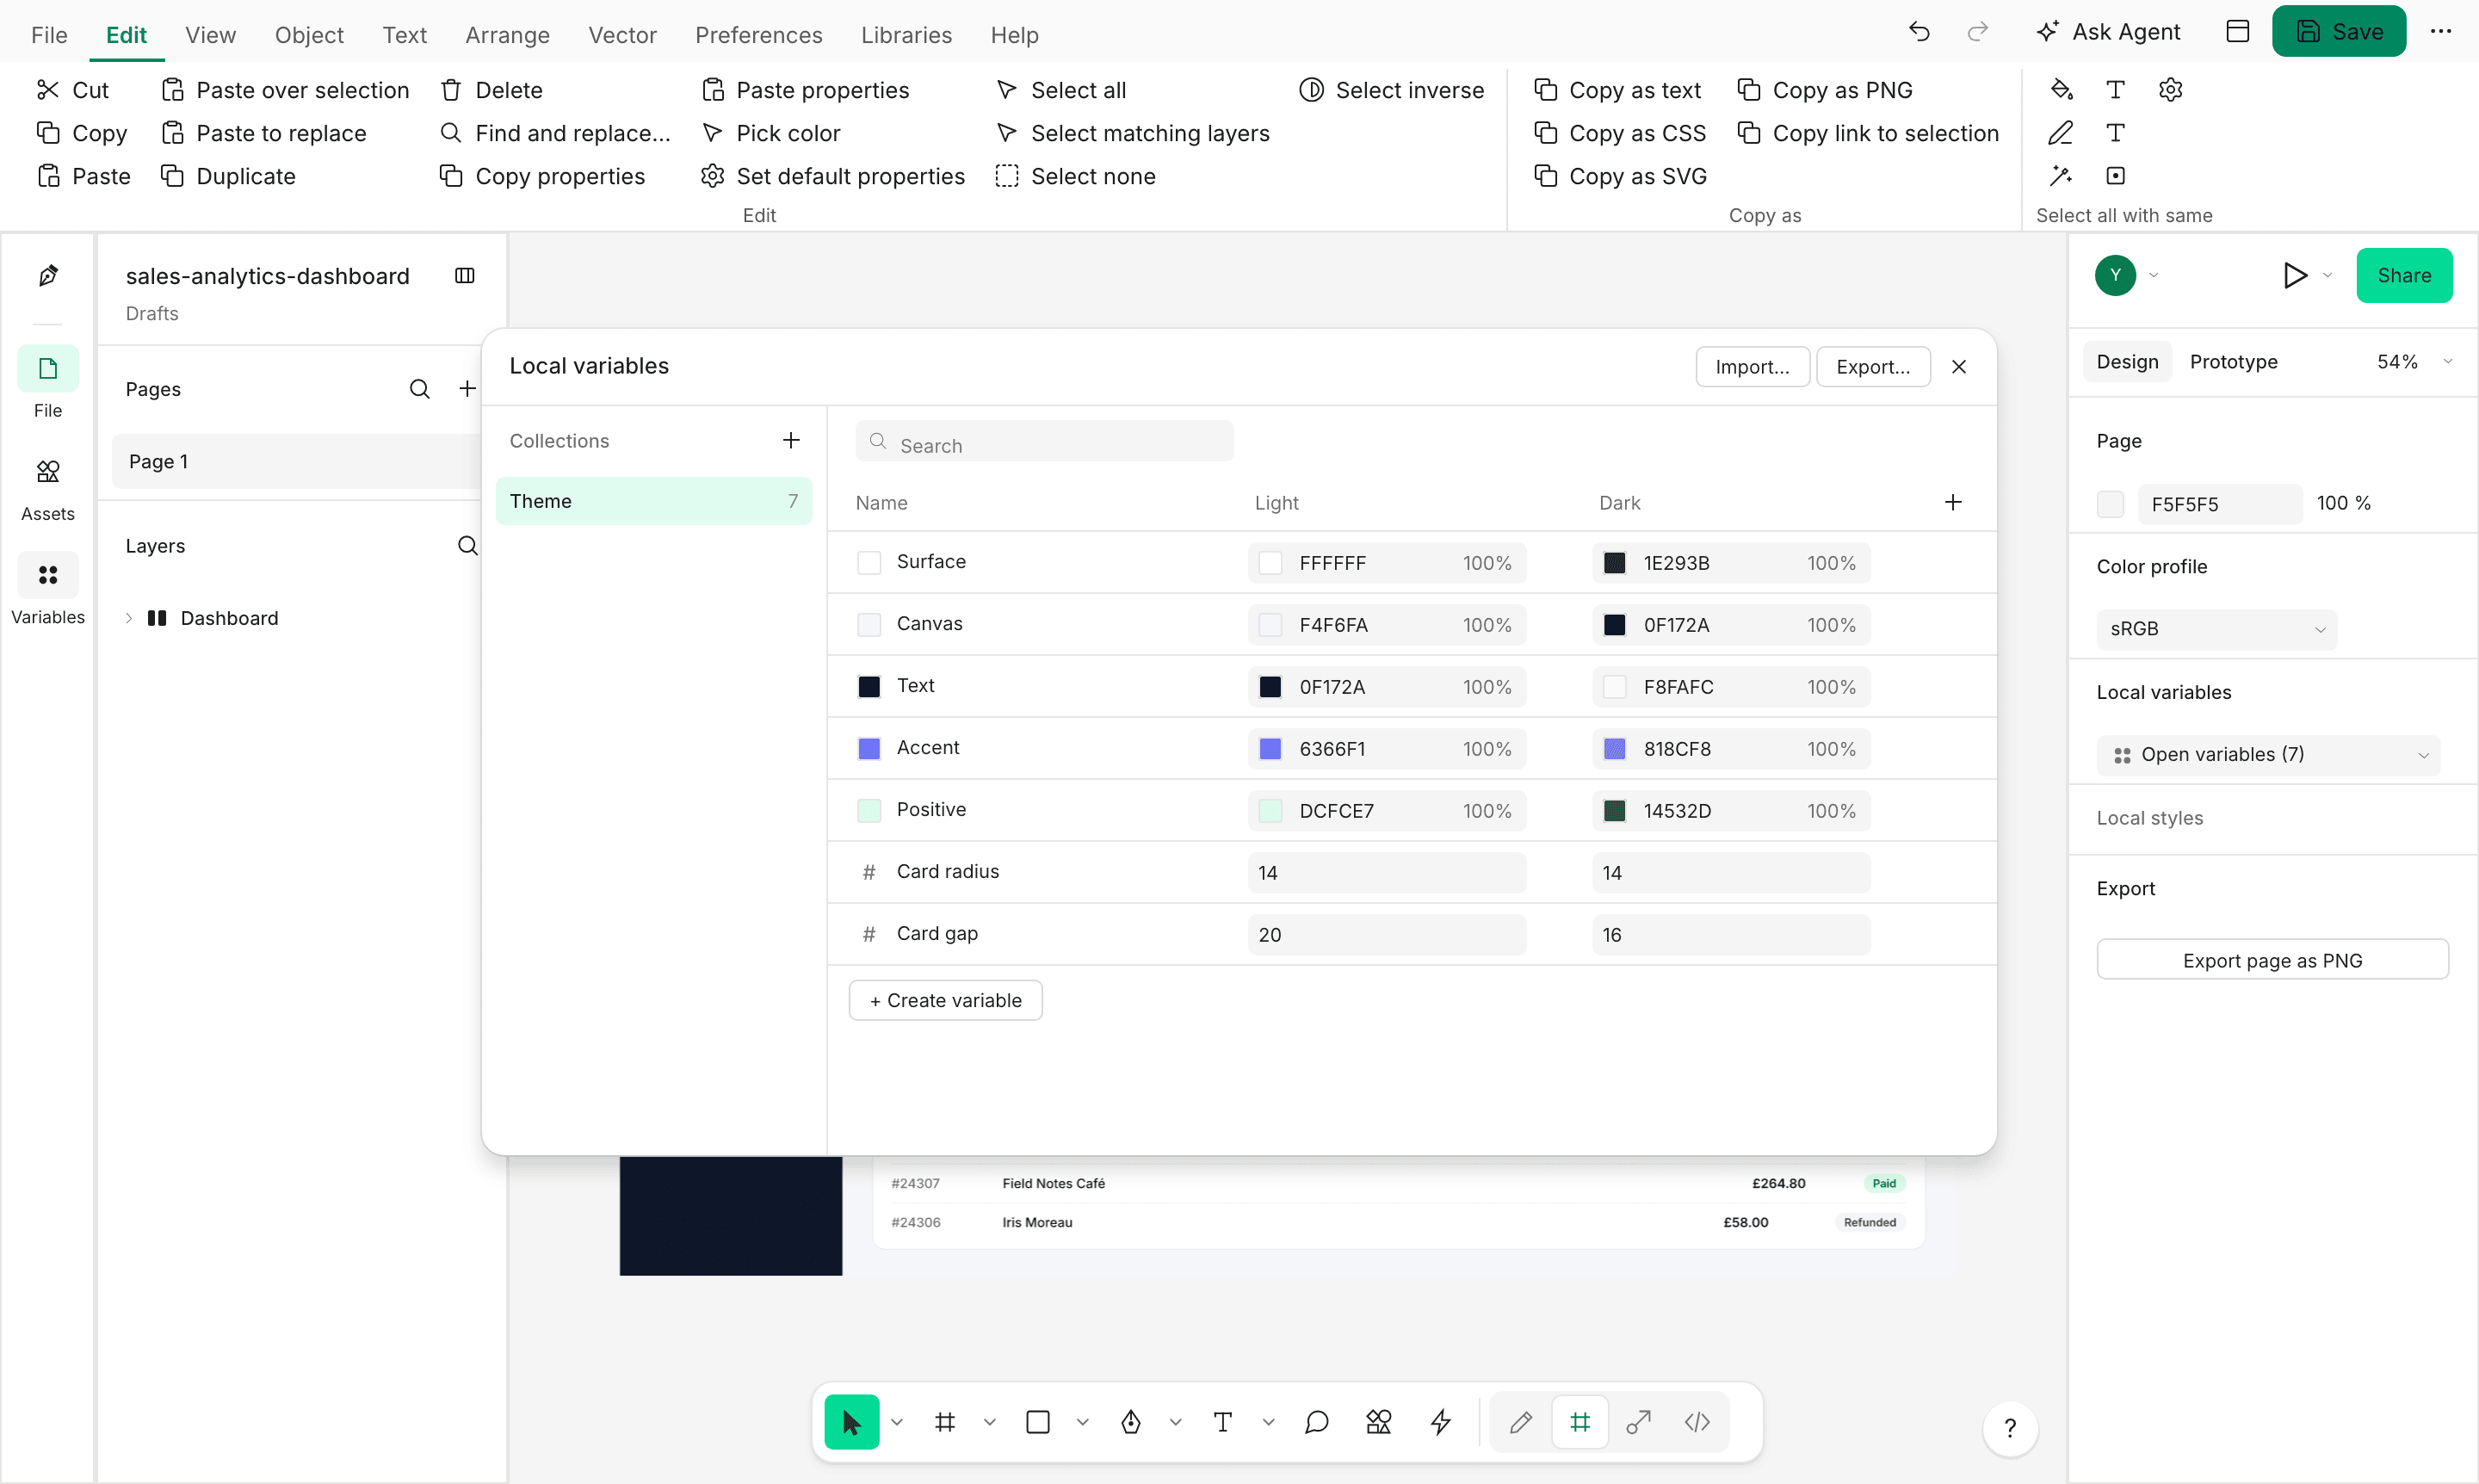 File Edit View Object Text Arrange Vector Preferences Libraries Help Ask Agent Save
Cut Paste over selection Delete Paste properties Select all Select inverse Copy as text Copy as PNG
Copy Paste to replace Find and replace... Pick color Select matching layers Copy as CSS Copy link to selection
Paste Duplicate Copy properties Set default properties Select none Copy as SVG
Edit Copy as Select all with same
sales-analytics-dashboard
Drafts
File
Assets
Variables
Pages
Page 1
Layers
Dashboard
Local variables Import... Export...
Collections
Theme 7
Search
Name Light Dark
Surface FFFFFF 100% 1E293B 100%
Canvas F4F6FA 100% 0F172A 100%
Text 0F172A 100% F8FAFC 100%
Accent 6366F1 100% 818CF8 100%
Positive DCFCE7 100% 14532D 100%
# Card radius 14 14
# Card gap 20 16
+ Create variable
#24307 Field Notes Café £264.80 Paid
#24306 Iris Moreau £58.00 Refunded
Y Share
Design Prototype 54%
Page
F5F5F5 100 %
Color profile
sRGB
Local variables
Open variables (7)
Local styles
Export
Export page as PNG
?